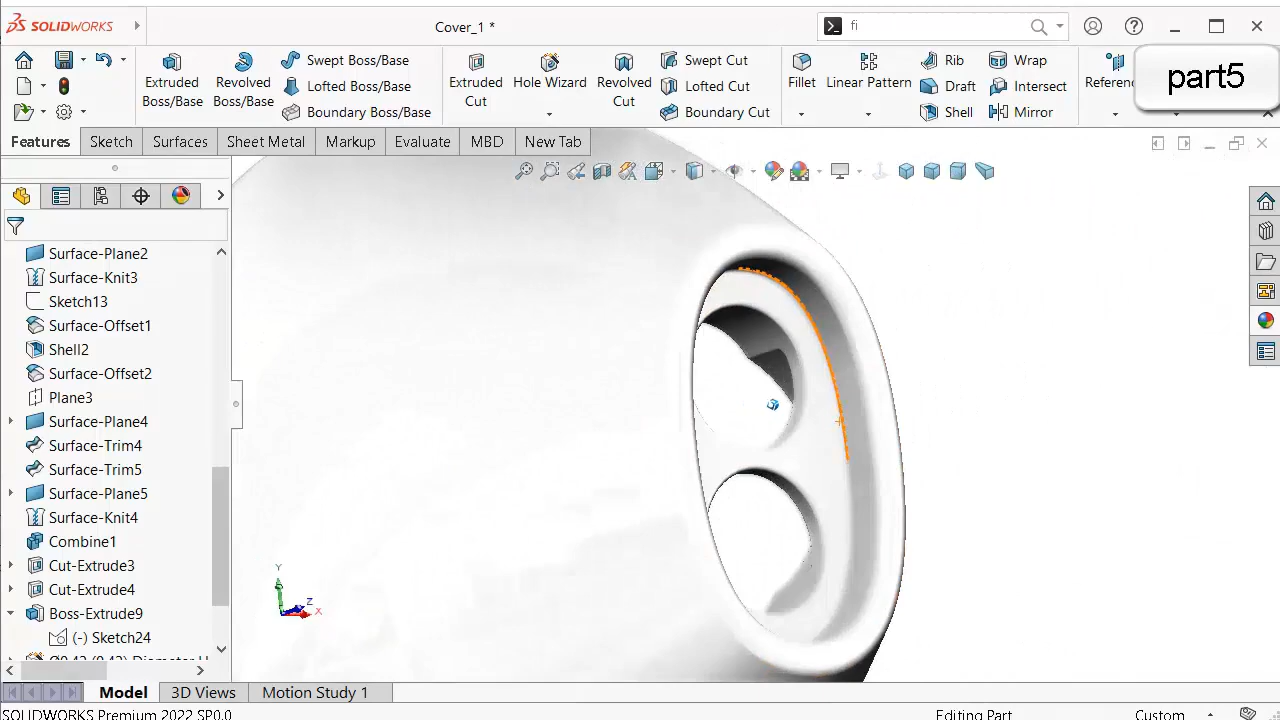 SOLIDWORKS
Cover_1 *
fi
part5
Extruded Boss/Base
Revolved Boss/Base
Swept Boss/Base
Lofted Boss/Base
Boundary Boss/Base
Extruded Cut
Hole Wizard
Revolved Cut
Swept Cut
Lofted Cut
Boundary Cut
Fillet
Linear Pattern
Rib
Draft
Shell
Wrap
Intersect
Mirror
Features
Sketch
Surfaces
Sheet Metal
Markup
Evaluate
MBD
New Tab
Surface-Plane2
Surface-Knit3
Sketch13
Surface-Offset1
Shell2
Surface-Offset2
Plane3
Surface-Plane4
Surface-Trim4
Surface-Trim5
Surface-Plane5
Surface-Knit4
Combine1
Cut-Extrude3
Cut-Extrude4
Boss-Extrude9
(-) Sketch24
Y
Z
X
Model
3D Views
Motion Study 1
SOLIDWORKS Premium 2022 SP0.0
Editing Part
Custom